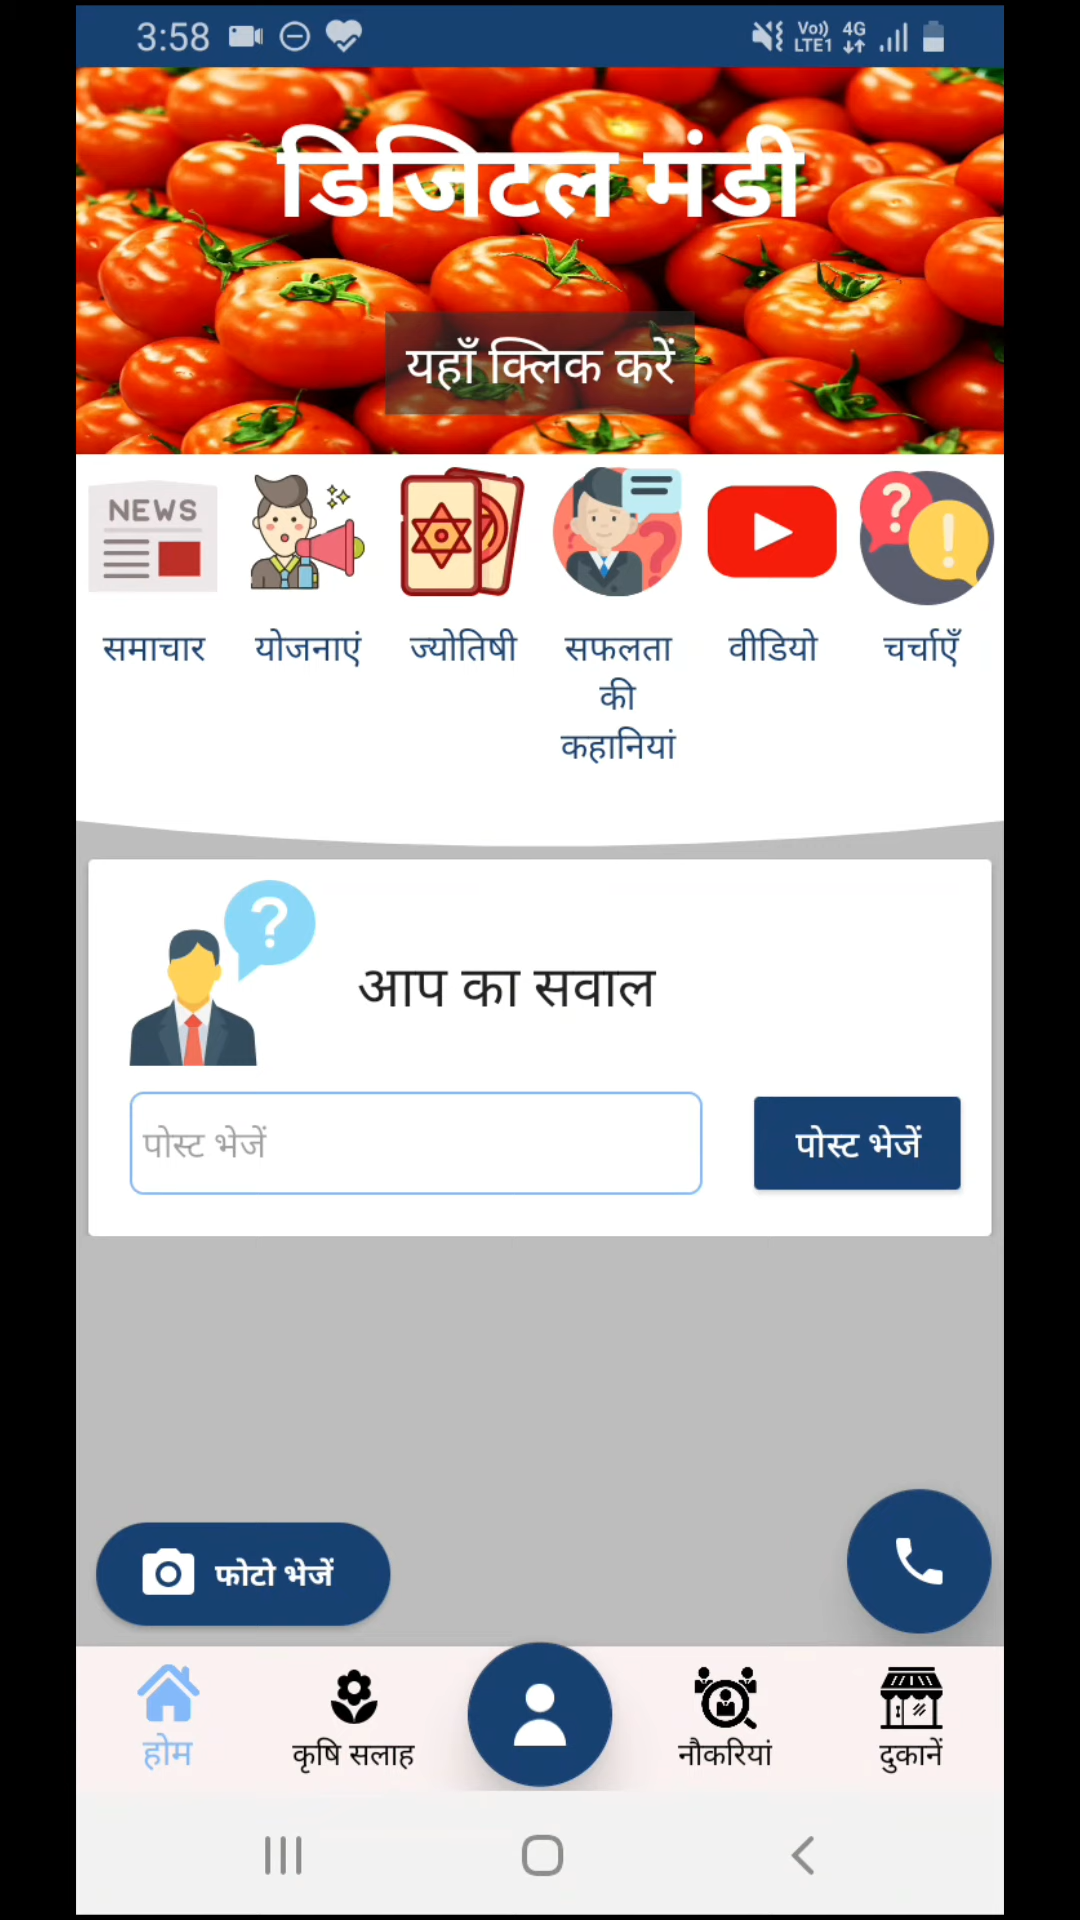 3:58
Vo)) 4G
LTE1
डिजिटल मंडी
यहाँ क्लिक करें
NEWS
समाचार
योजनाएं
ज्योतिषी
सफलता
की
कहानियां
वीडियो
चर्चाएँ
आप का सवाल
पोस्ट भेजें
पोस्ट भेजें
फोटो भेजें
होम
कृषि सलाह
नौकरियां
दुकानें